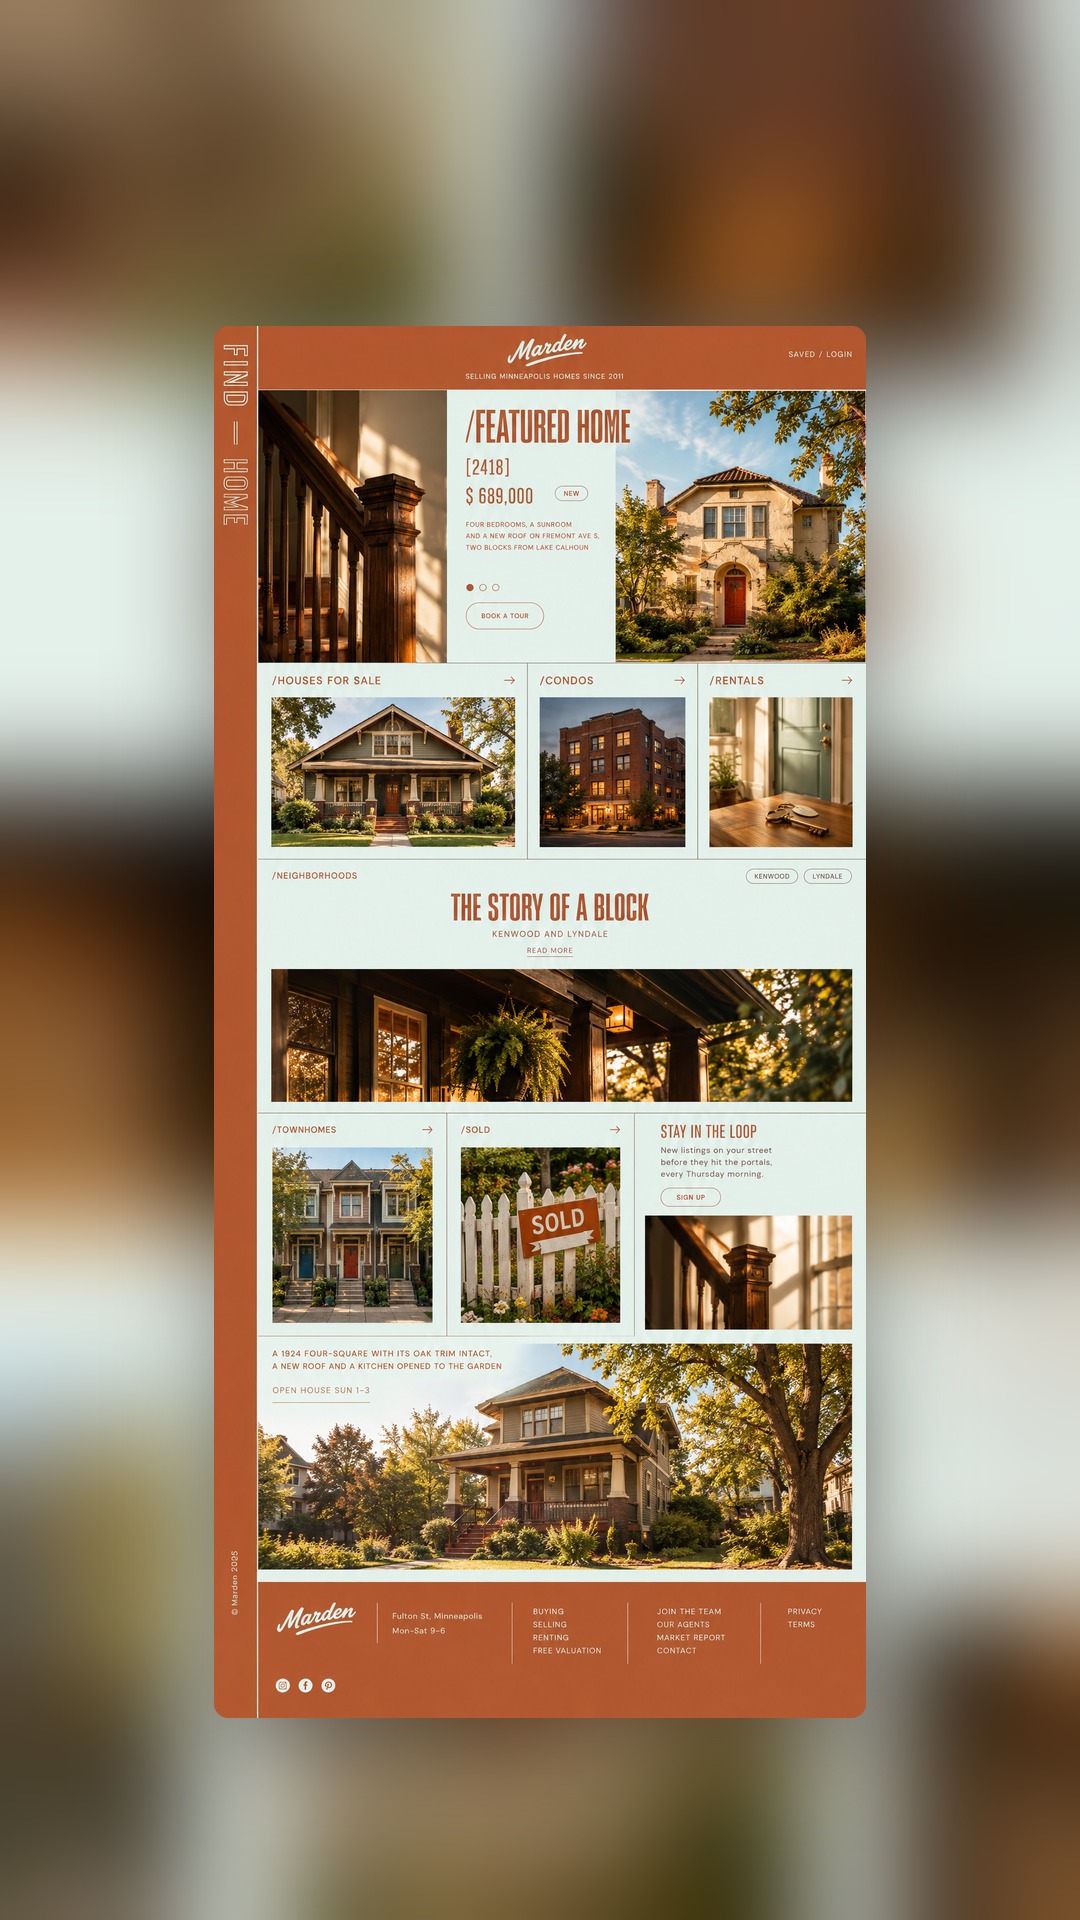 FIND — HOME
Marden
SELLING MINNEAPOLIS HOMES SINCE 2011
SAVED / LOGIN
/FEATURED HOME
[2418]
$ 689,000
NEW
FOUR BEDROOMS, A SUNROOM
AND A NEW ROOF ON FREMONT AVE S,
TWO BLOCKS FROM LAKE CALHOUN
BOOK A TOUR
/HOUSES FOR SALE
/CONDOS
/RENTALS
/NEIGHBORHOODS
KENWOOD
LYNDALE
THE STORY OF A BLOCK
KENWOOD AND LYNDALE
READ MORE
/TOWNHOMES
/SOLD
SOLD
STAY IN THE LOOP
New listings on your street
before they hit the portals,
every Thursday morning.
SIGN UP
A 1924 FOUR-SQUARE WITH ITS OAK TRIM INTACT,
A NEW ROOF AND A KITCHEN OPENED TO THE GARDEN
OPEN HOUSE SUN 1–3
© Marden 2025
Marden
Fulton St, Minneapolis
Mon–Sat 9–6
BUYING
SELLING
RENTING
FREE VALUATION
JOIN THE TEAM
OUR AGENTS
MARKET REPORT
CONTACT
PRIVACY
TERMS